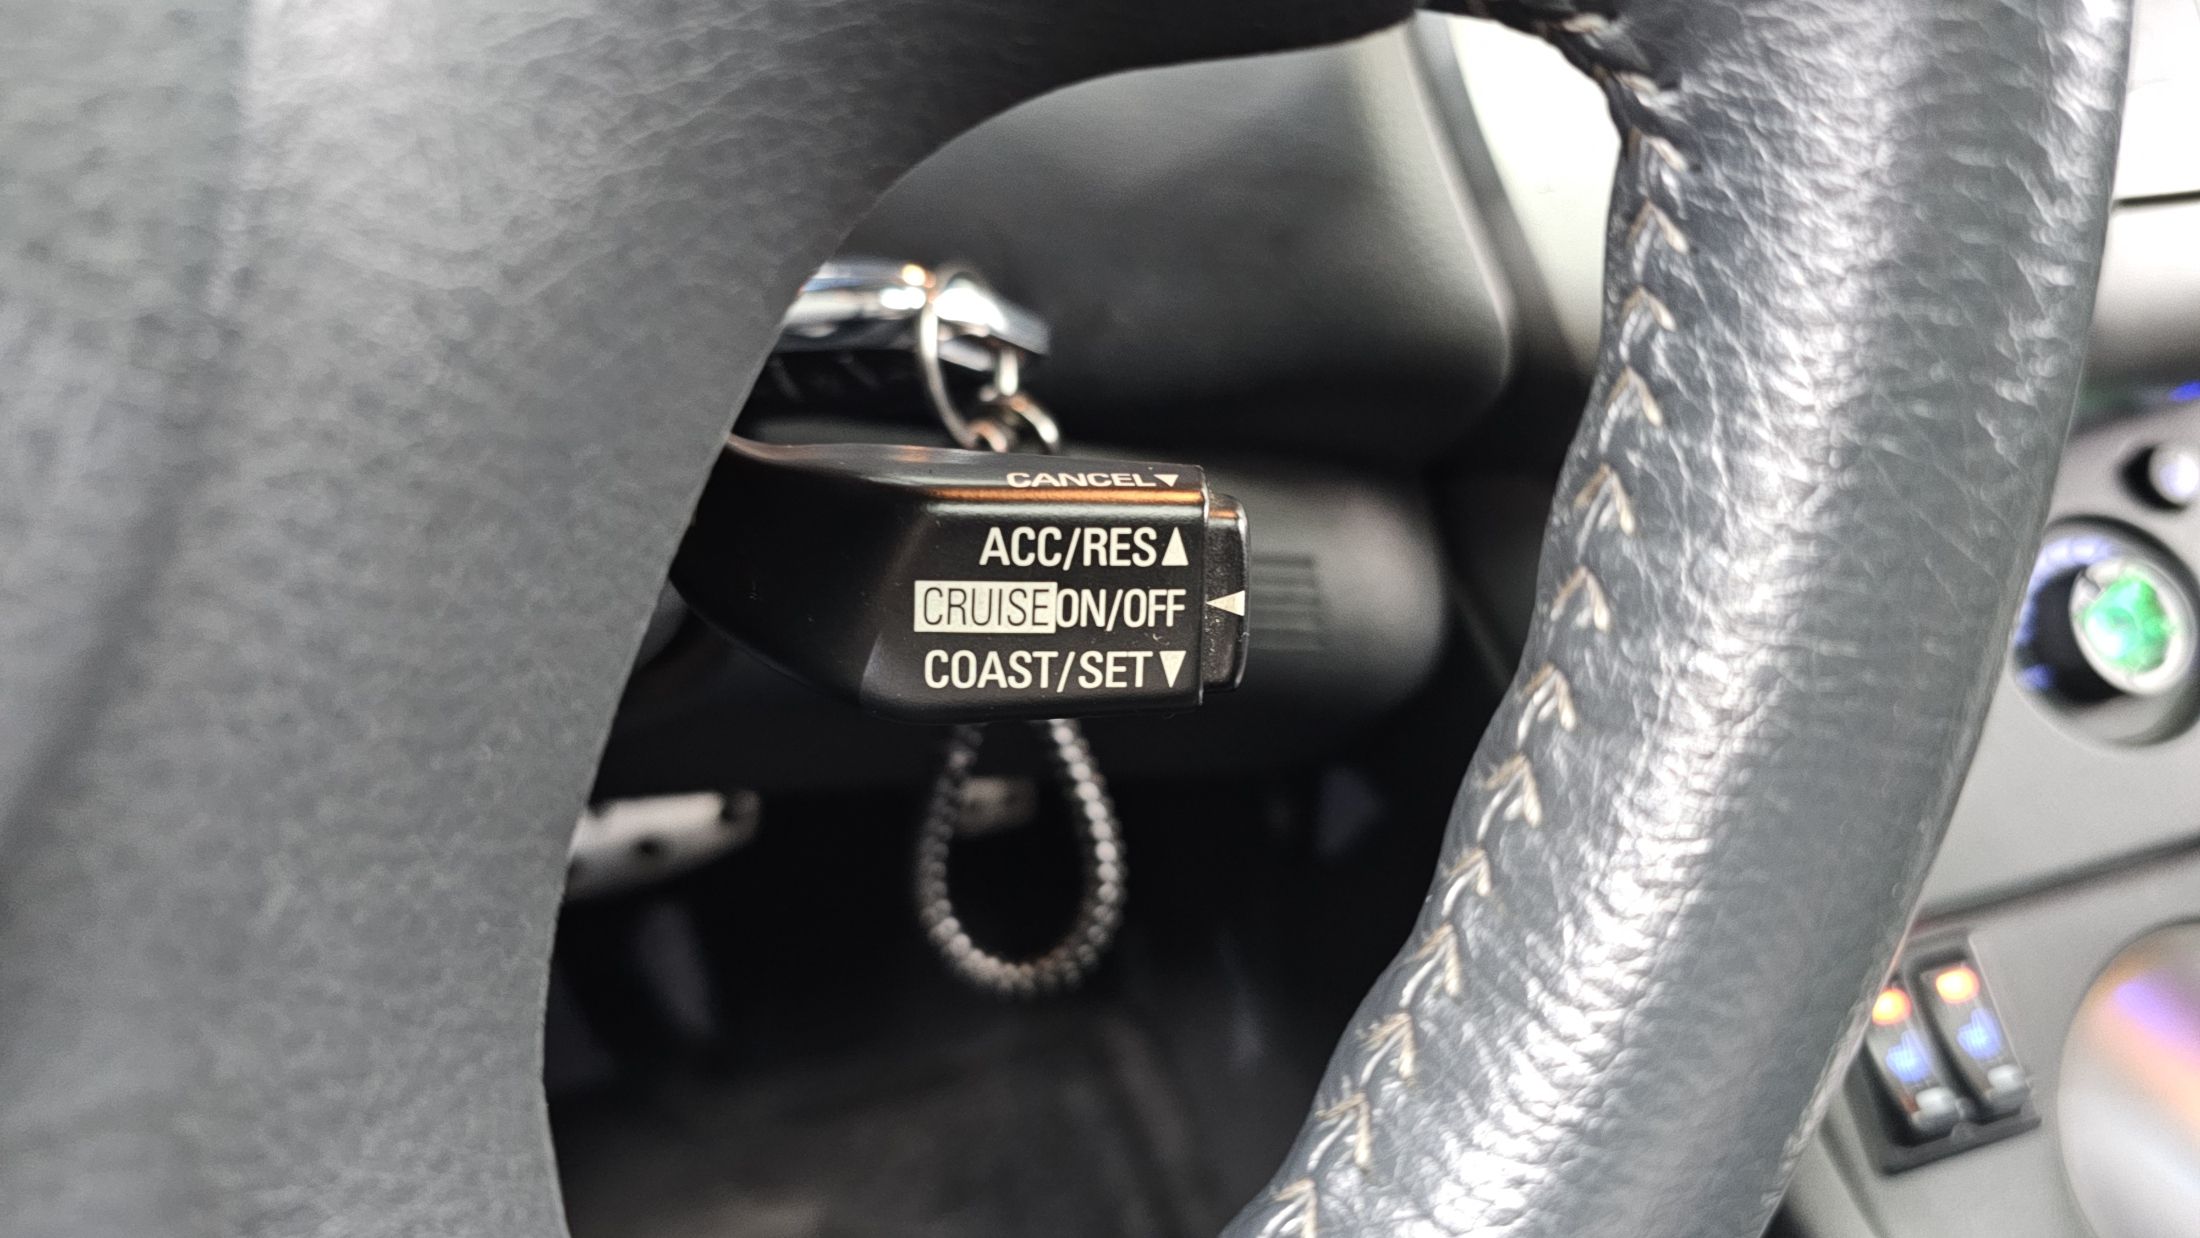 CANCEL▼
ACC/RES▲
CRUISE ON/OFF ◀
COAST/SET▼